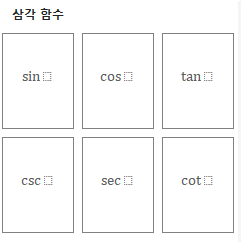 삼각 함수
sin⬚ cos⬚ tan⬚
csc⬚ sec⬚ cot⬚